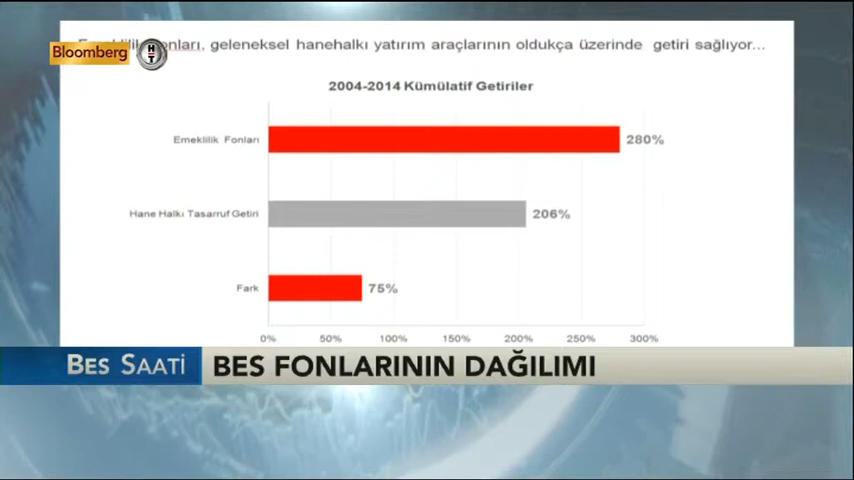 Bloomberg HT
fonları, geleneksel hanehalkı yatırım araçlarının oldukça üzerinde getiri sağlıyor...
2004-2014 Kümülatif Getiriler
Emeklilik Fonları 280%
Hane Halkı Tasarruf Getiri 206%
Fark 75%
0% 50% 100% 150% 200% 250% 300%
BES SAATİ BES FONLARININ DAĞILIMI